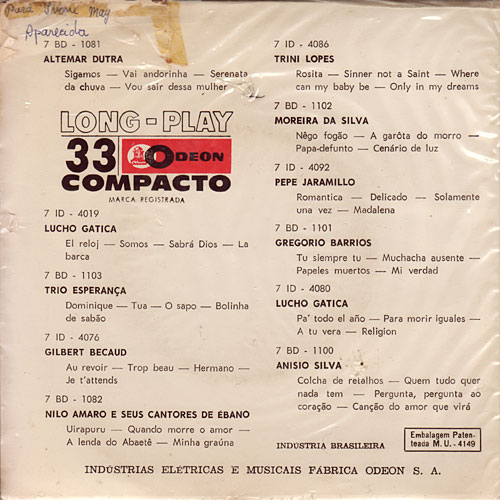 Para Yvone May
Aparecida
7 BD - 1081
ALTEMAR DUTRA
Sigamos — Vai andorinha — Serenata
da chuva — Vou sair dessa mulher
LONG-PLAY
33 ODEON
COMPACTO
MARCA REGISTRADA
7 ID - 4019
LUCHO GATICA
El reloj — Somos — Sabrá Dios — La
barca
7 BD - 1103
TRIO ESPERANÇA
Dominique — Tua — O sapo — Bolinha
de sabão
7 ID - 4076
GILBERT BECAUD
Au revoir — Trop beau — Hermano —
Je t'attends
7 BD - 1082
NILO AMARO E SEUS CANTORES DE ÉBANO
Uirapuru — Quando morre o amor —
A lenda do Abaetê — Minha graúna
7 ID - 4086
TRINI LOPES
Rosita — Sinner not a Saint — Where
can my baby be — Only in my dreams
7 BD - 1102
MOREIRA DA SILVA
Nêgo fogão — A garôta do morro —
Papa-defunto — Cenário de luz
7 ID - 4092
PEPE JARAMILLO
Romantica — Delicado — Solamente
una vez — Madalena
7 BD - 1101
GREGORIO BARRIOS
Tu siempre tu — Muchacha ausente —
Papeles muertos — Mi verdad
7 ID - 4080
LUCHO GATICA
Pa' todo el año — Para morir iguales —
A tu vera — Religion
7 BD - 1100
ANISIO SILVA
Colcha de retalhos — Quem tudo quer
nada tem — Pergunta, pergunta ao
coração — Canção do amor que virá
INDÚSTRIA BRASILEIRA
Embalagem Paten-
teada M. U. - 4149
INDÚSTRIAS ELÉTRICAS E MUSICAIS FÁBRICA ODEON S. A.